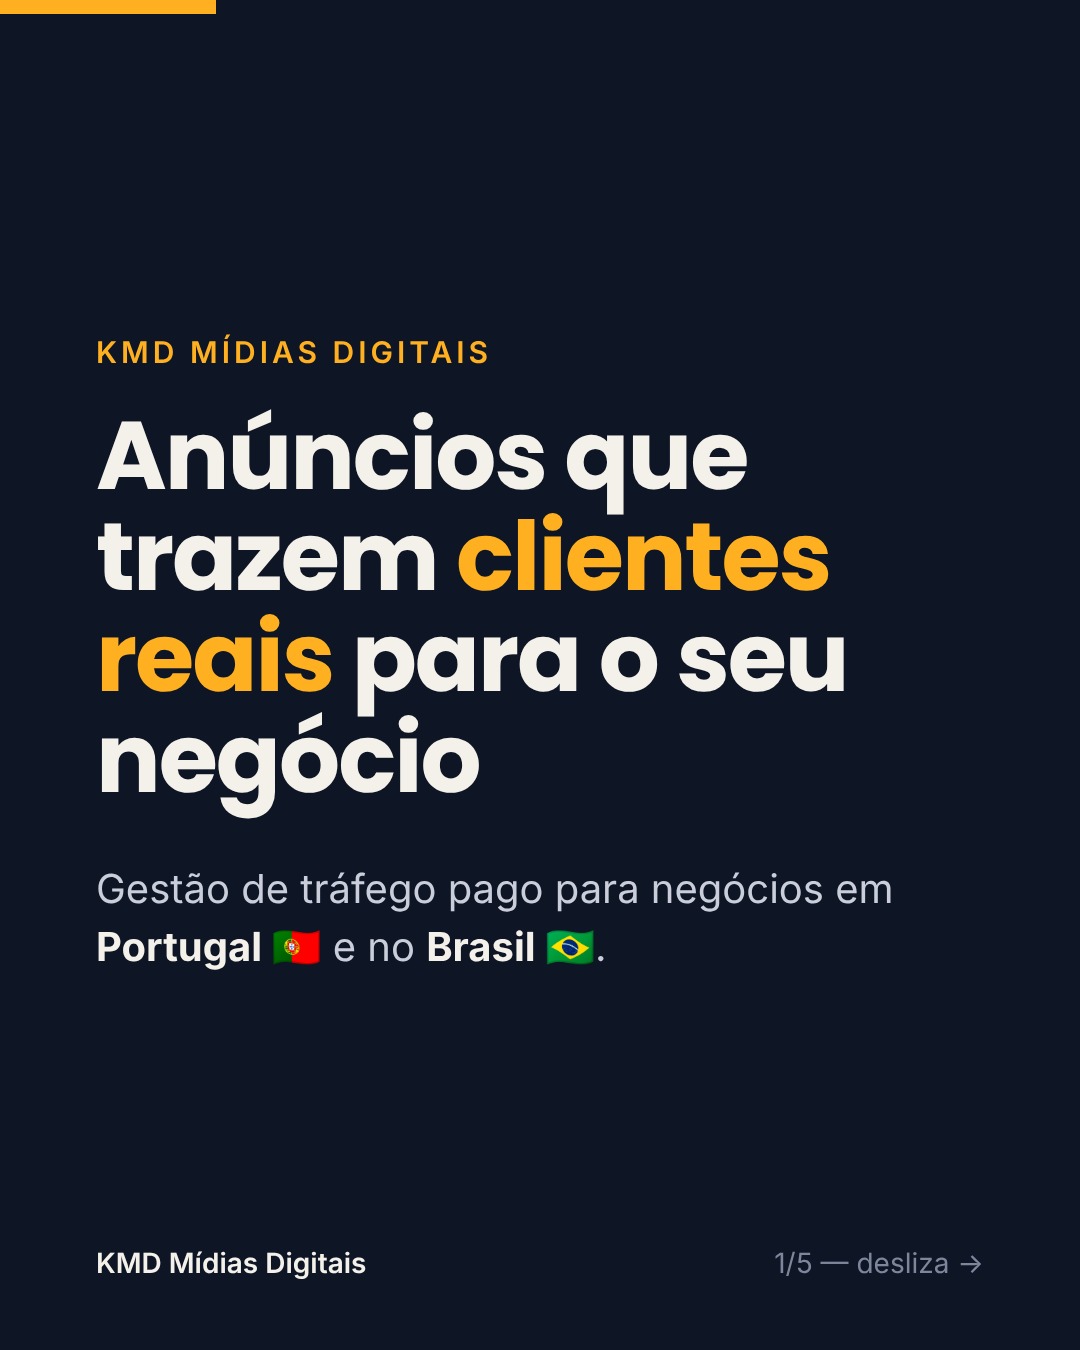 KMD MÍDIAS DIGITAIS
Anúncios que
trazem clientes
reais para o seu
negócio
Gestão de tráfego pago para negócios em
Portugal 🇵🇹 e no Brasil 🇧🇷.
KMD Mídias Digitais
1/5 — desliza →